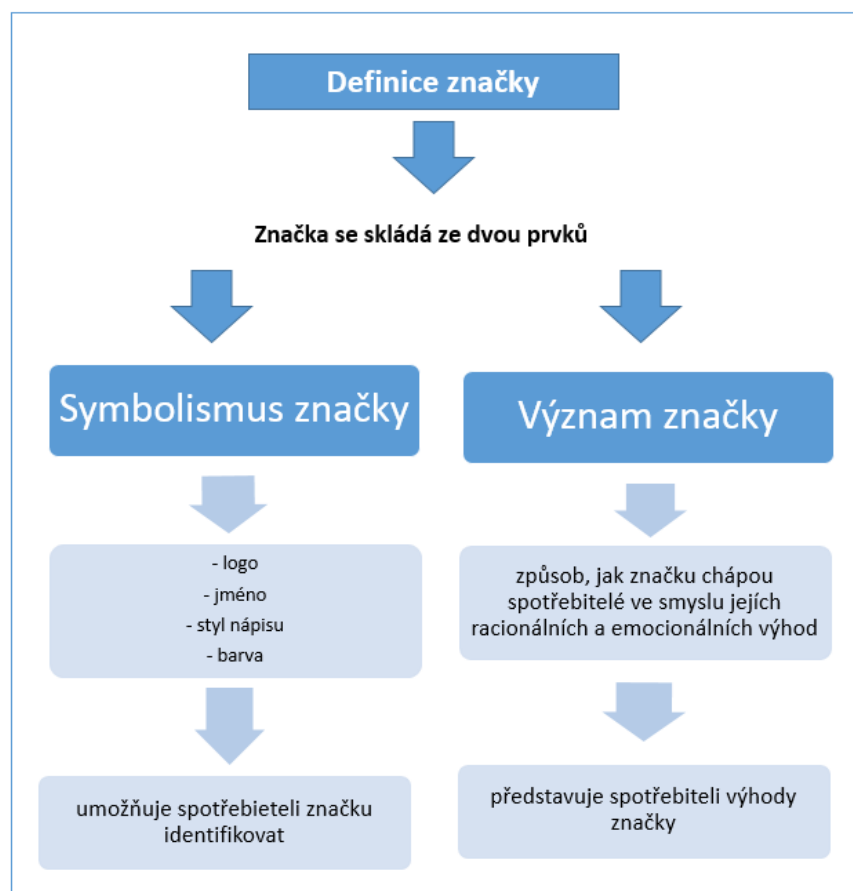 Definice značky
Značka se skládá ze dvou prvků
Symbolismus značky
- logo
- jméno
- styl nápisu
- barva
umožňuje spotřebieteli značku
identifikovat
Význam značky
způsob, jak značku chápou
spotřebitelé ve smyslu jejích
racionálních a emocionálních výhod
představuje spotřebiteli výhody
značky